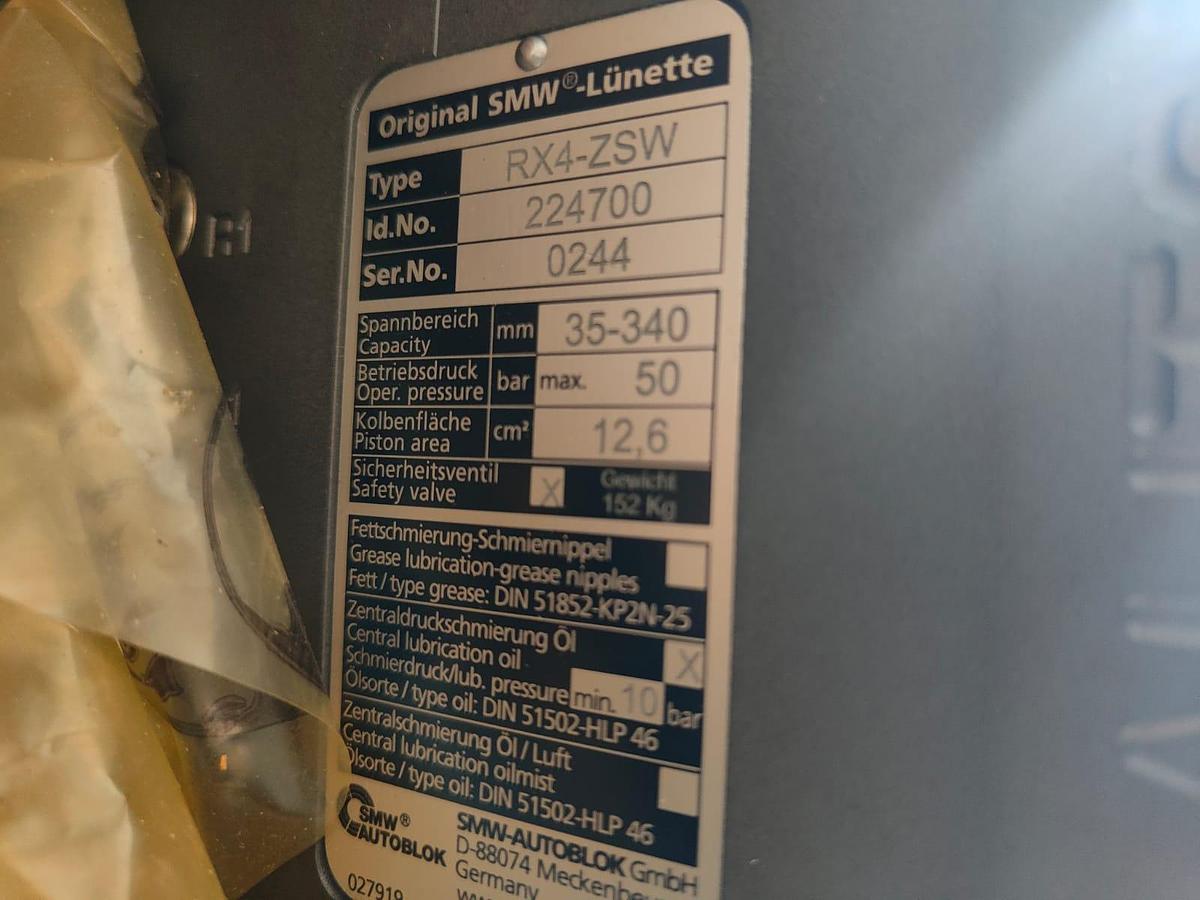 Original SMW®-Lünette
Type RX4-ZSW
Id.No. 224700
Ser.No. 0244
Spannbereich
Capacity mm 35-340
Betriebsdruck
Oper. pressure bar max. 50
Kolbenfläche
Piston area cm² 12,6
Sicherheitsventil
Safety valve X
Gewicht
152 Kg
Fettschmierung-Schmiernippel
Grease lubrication-grease nipples
Fett / type grease: DIN 51852-KP2N-25
Zentraldruckschmierung Öl
Central lubrication oil X
Schmierdruck/lub. pressure min. 10 bar
Ölsorte / type oil: DIN 51502-HLP 46
Zentralschmierung Öl / Luft
Central lubrication oilmist
Ölsorte / type oil: DIN 51502-HLP 46
SMW®
AUTOBLOK
SMW-AUTOBLOK GmbH
D-88074
Germany
027919
H1